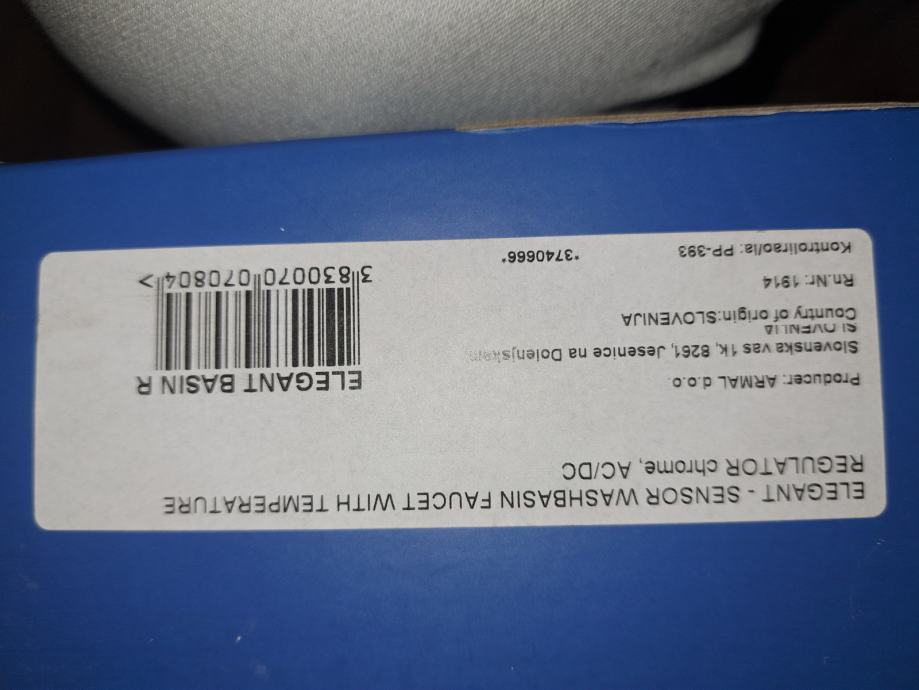 ELEGANT - SENSOR WASHBASIN FAUCET WITH TEMPERATURE
REGULATOR chrome, AC/DC
Producer: ARMAL d.o.o.
Slovenska vas 1k, 8261, Jesenice na Dolenjskem
SLOVENIJA
Country of origin:SLOVENIJA
Rn.Nr: 1914
Kontroliral/la: PP-393
*3740666*
ELEGANT BASIN R
3 830070 070804 >